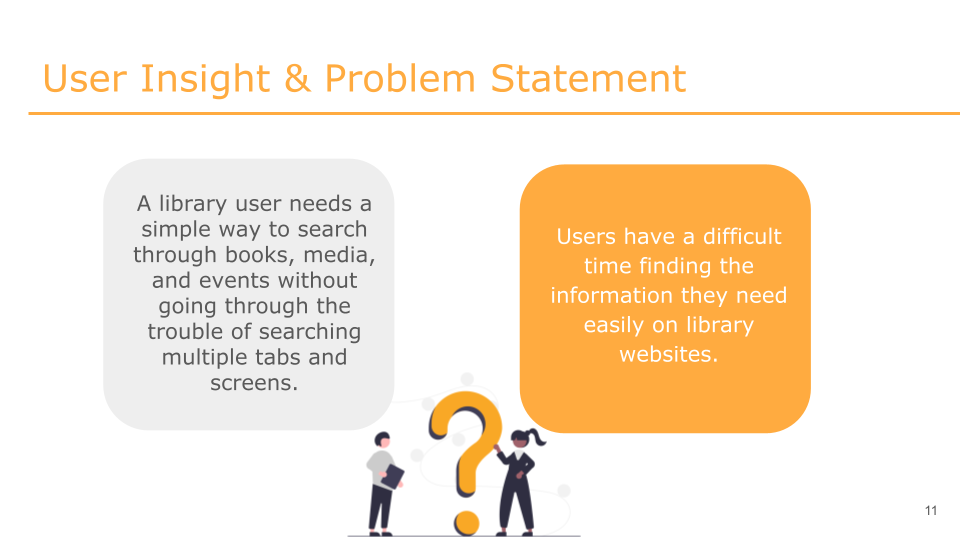 User Insight & Problem Statement
A library user needs a
simple way to search
through books, media,
and events without
going through the
trouble of searching
multiple tabs and
screens.
Users have a difficult
time finding the
information they need
easily on library
websites.
11